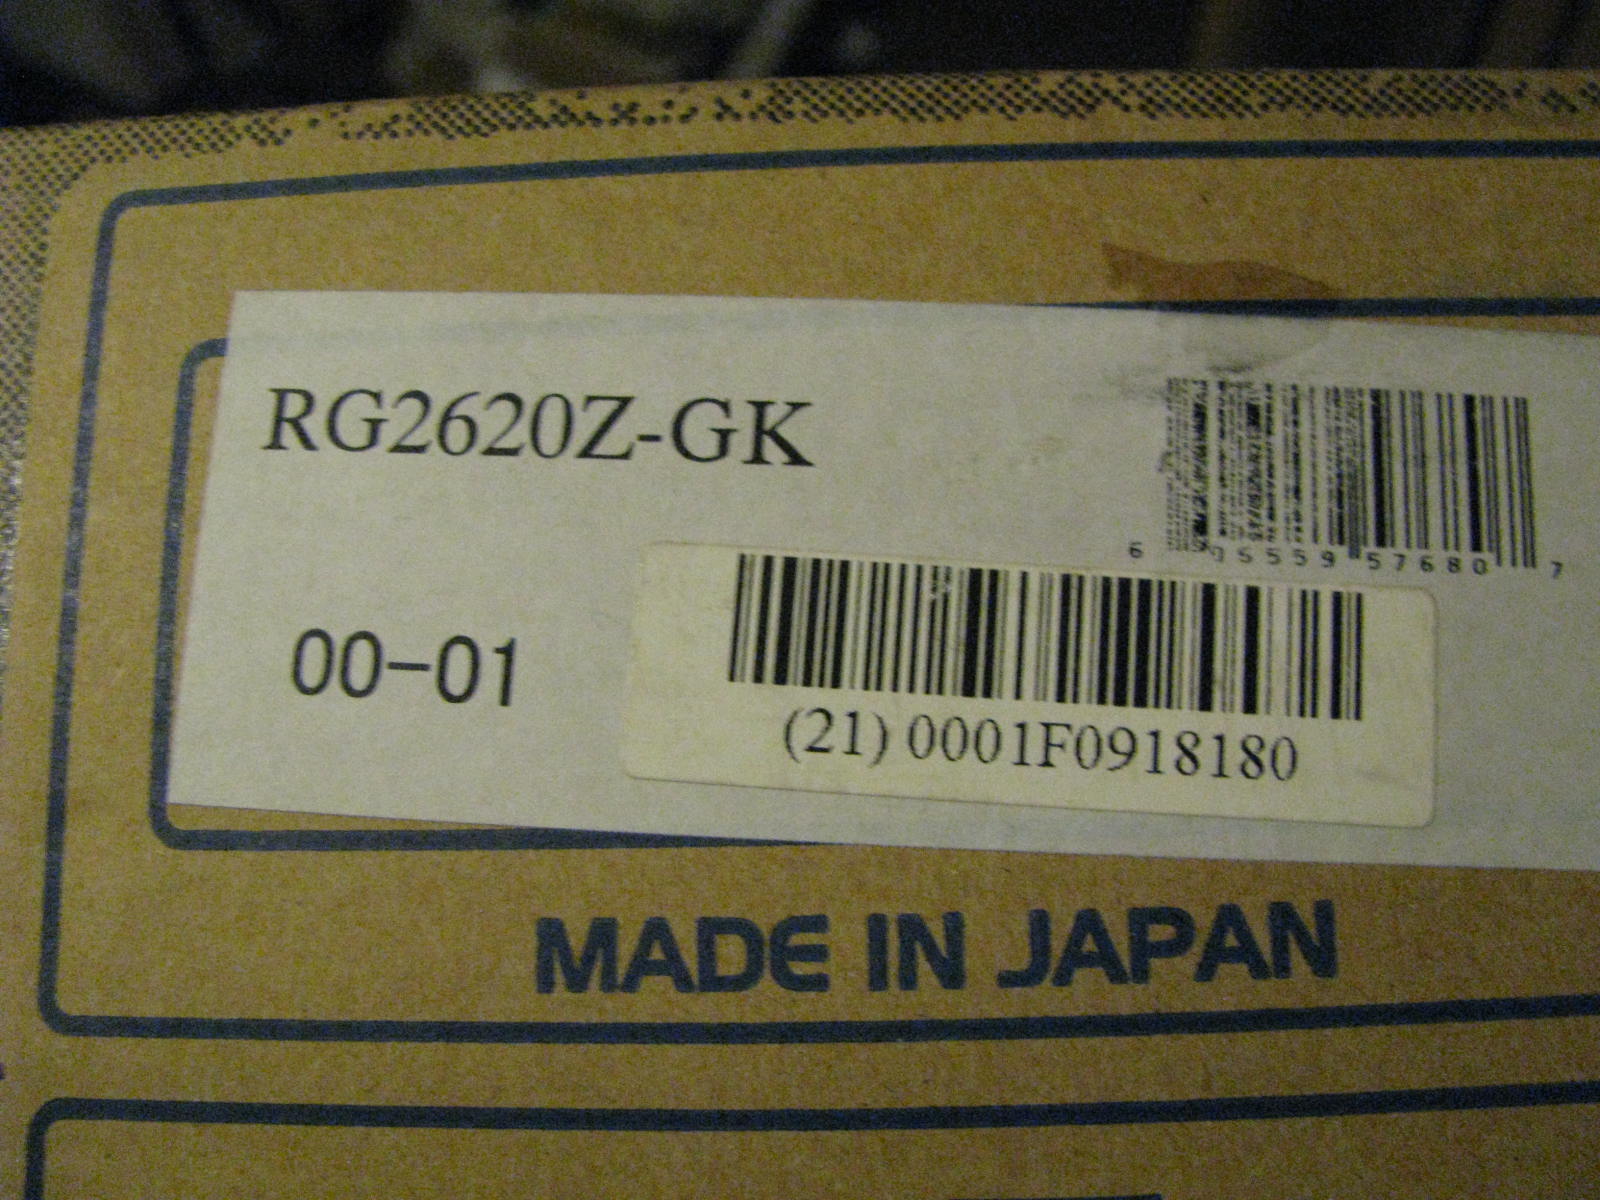 RG2620Z-GK
6 05559 57680 7
00-01
(21) 0001F0918180
MADE IN JAPAN